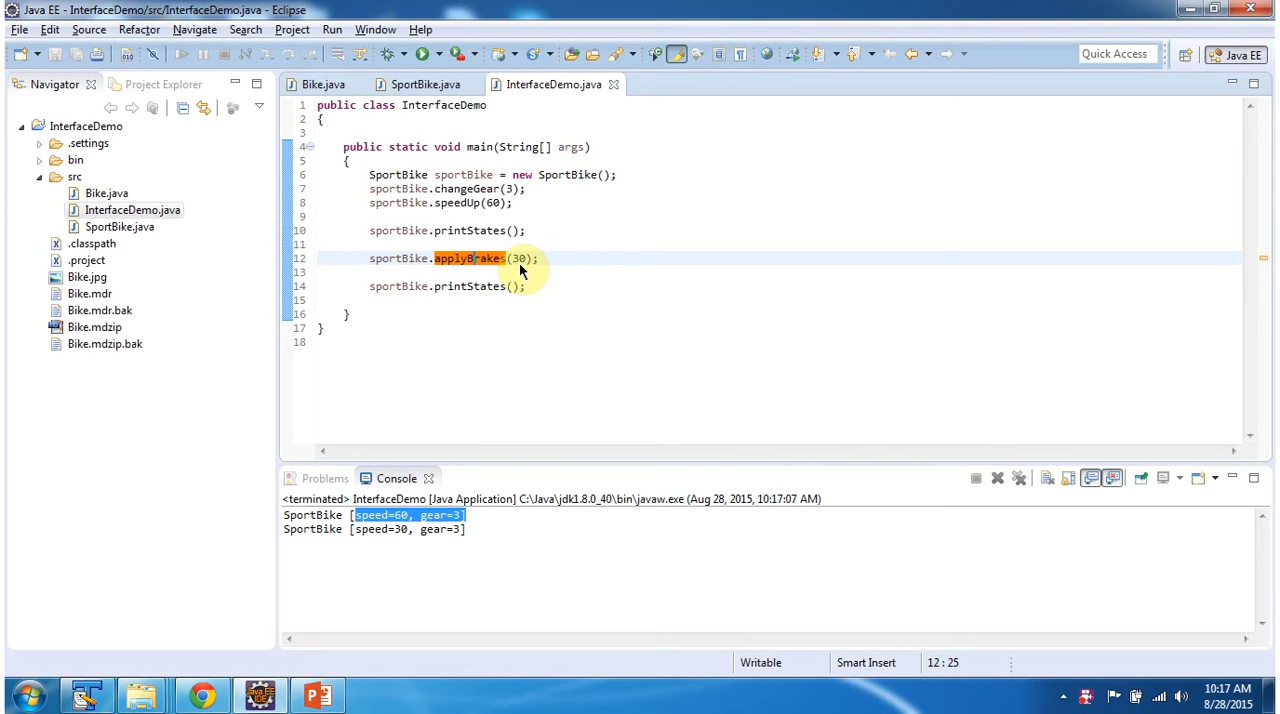 Java EE - InterfaceDemo/src/InterfaceDemo.java - Eclipse
File Edit Source Refactor Navigate Search Project Run Window Help
Quick Access
Java EE
Navigator
Project Explorer
InterfaceDemo
.settings
bin
src
Bike.java
InterfaceDemo.java
SportBike.java
.classpath
.project
Bike.jpg
Bike.mdr
Bike.mdr.bak
Bike.mdzip
Bike.mdzip.bak
Bike.java SportBike.java InterfaceDemo.java
1 public class InterfaceDemo
2 {
3
4 public static void main(String[] args)
5 {
6 SportBike sportBike = new SportBike();
7 sportBike.changeGear(3);
8 sportBike.speedUp(60);
9
10 sportBike.printStates();
11
12 sportBike.applyBrakes(30);
13
14 sportBike.printStates();
15
16 }
17 }
18
Problems Console
<terminated> InterfaceDemo [Java Application] C:\Java\jdk1.8.0_40\bin\javaw.exe (Aug 28, 2015, 10:17:07 AM)
SportBike [speed=60, gear=3]
SportBike [speed=30, gear=3]
Writable Smart Insert 12 : 25
10:17 AM
8/28/2015